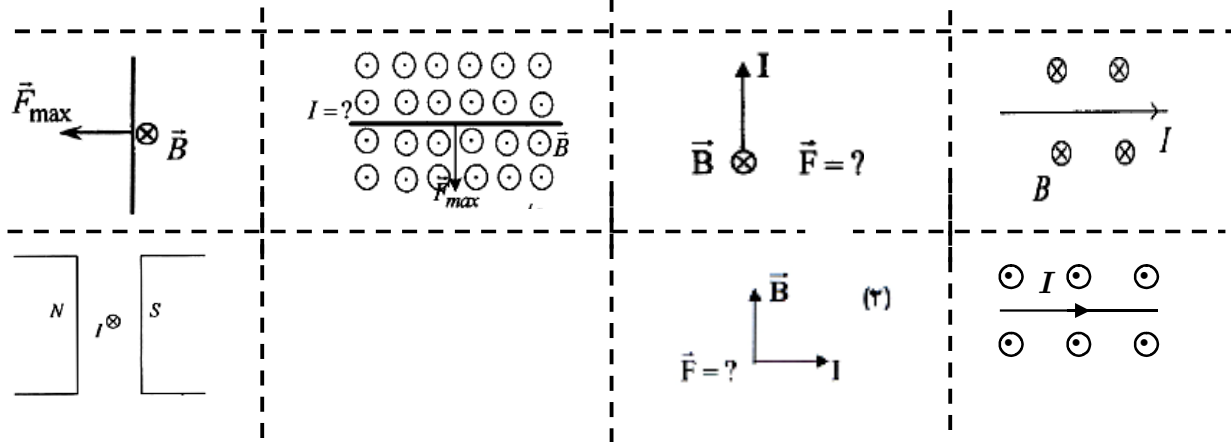 F⃗max
B⃗
I = ?
B⃗
F⃗max
I
B⃗
F⃗ = ?
I
B
N
I
S
B⃗
(۲)
F⃗ = ?
I
I